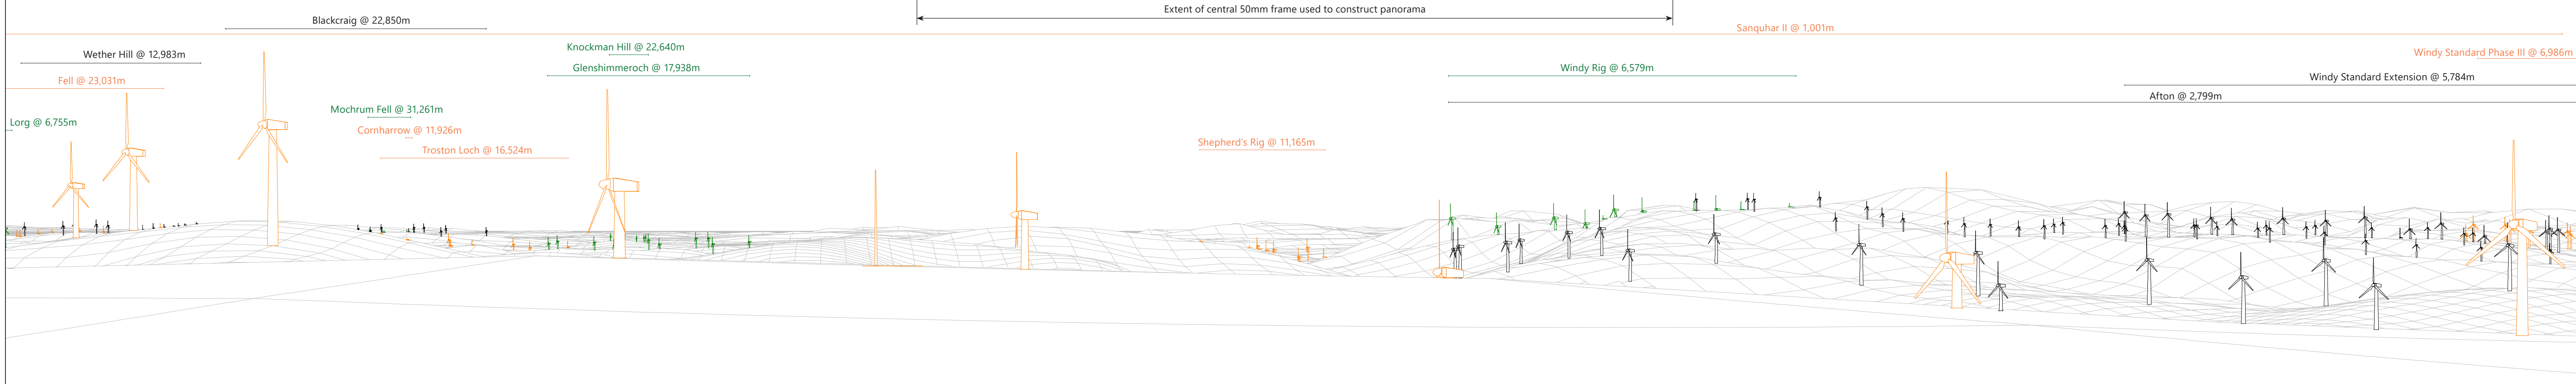 Extent of central 50mm frame used to construct panorama
Blackcraig @ 22,850m
Sanquhar II @ 1,001m
Knockman Hill @ 22,640m
Wether Hill @ 12,983m
Windy Standard Phase III @ 6,986m
Glenshimmeroch @ 17,938m
Windy Rig @ 6,579m
Windy Standard Extension @ 5,784m
Fell @ 23,031m
Afton @ 2,799m
Mochrum Fell @ 31,261m
Lorg @ 6,755m
Cornharrow @ 11,926m
Shepherd's Rig @ 11,165m
Troston Loch @ 16,524m